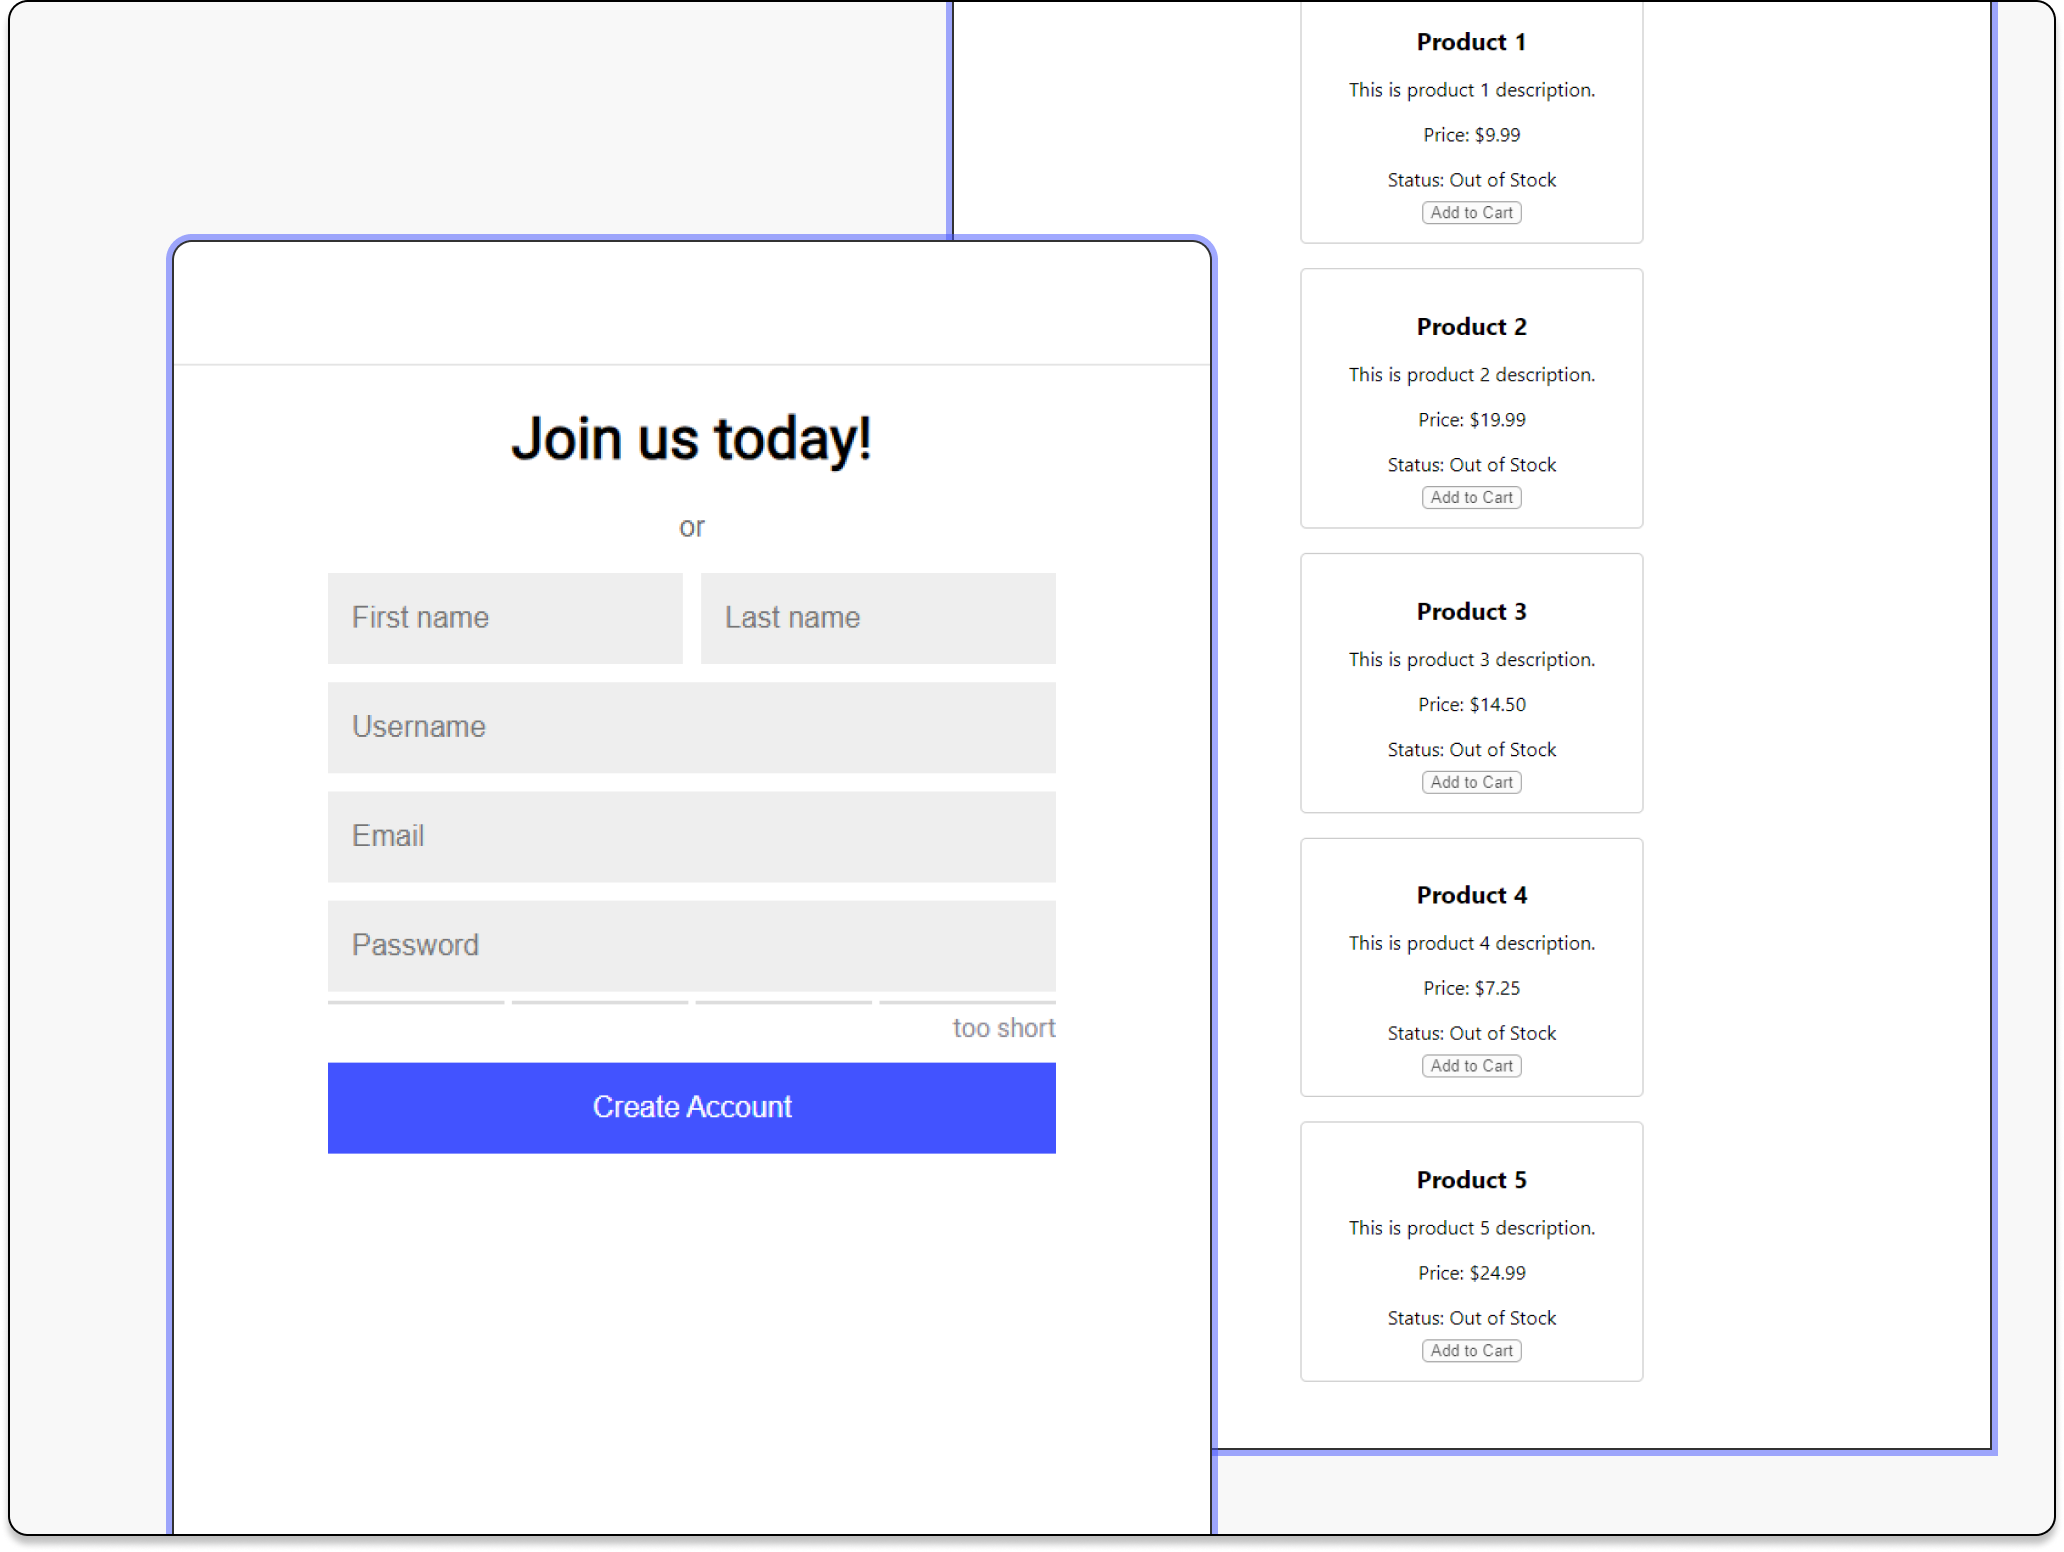 Join us today!
or
First name
Last name
Username
Email
Password
too short
Create Account
Product 1
This is product 1 description.
Price: $9.99
Status: Out of Stock
Add to Cart
Product 2
This is product 2 description.
Price: $19.99
Status: Out of Stock
Add to Cart
Product 3
This is product 3 description.
Price: $14.50
Status: Out of Stock
Add to Cart
Product 4
This is product 4 description.
Price: $7.25
Status: Out of Stock
Add to Cart
Product 5
This is product 5 description.
Price: $24.99
Status: Out of Stock
Add to Cart